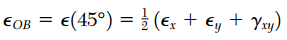 ϵ_OB = ϵ(45°) = ½ (ϵ_x + ϵ_y + γ_xy)